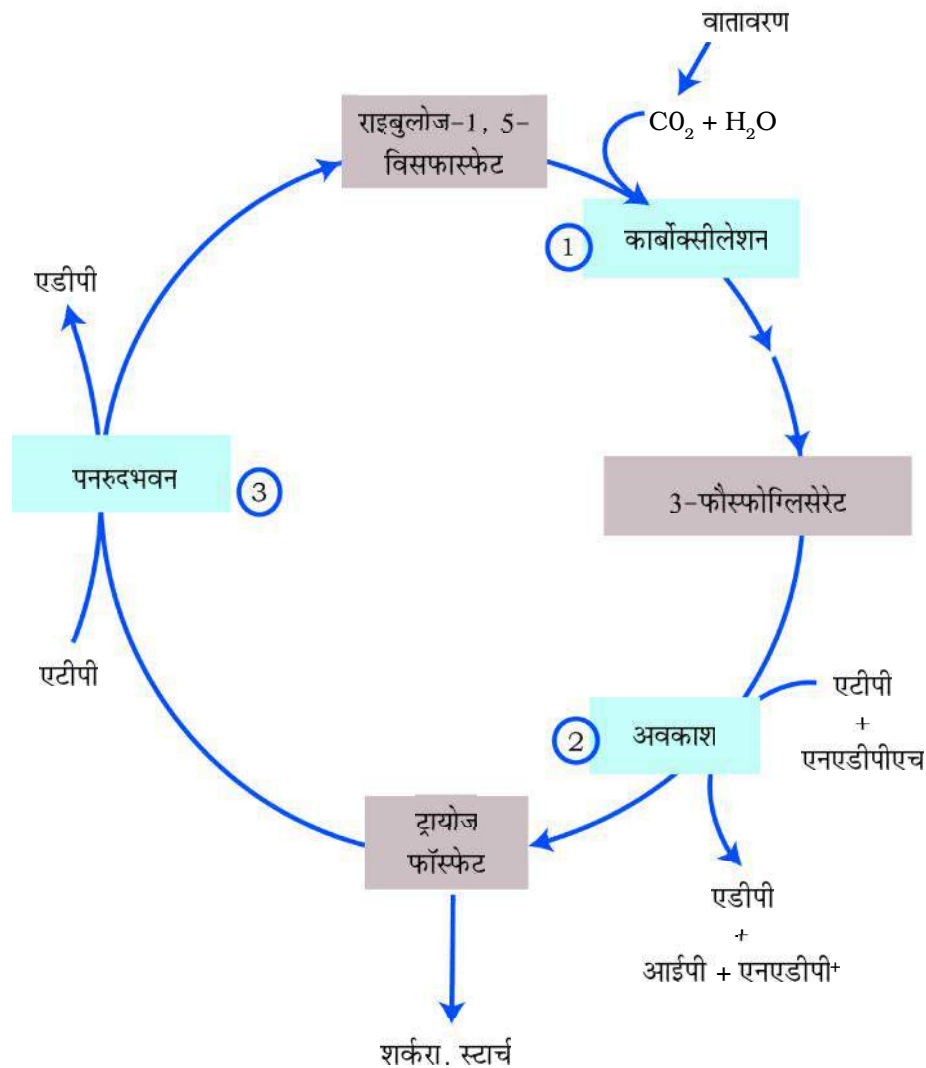 वातावरण
C0₂ + H₂O
राइबुलोज-1, 5-
विसफास्फेट
1
कार्बोक्सीलेशन
एडीपी
पनरुदभवन
3
3-फौस्फोग्लिसेरेट
एटीपी
एटीपी
+
एनएडीपीएच
2
अवकाश
ट्रायोज
फॉस्फेट
एडीपी
+
आईपी + एनएडीपी⁺
शर्करा, स्टार्च